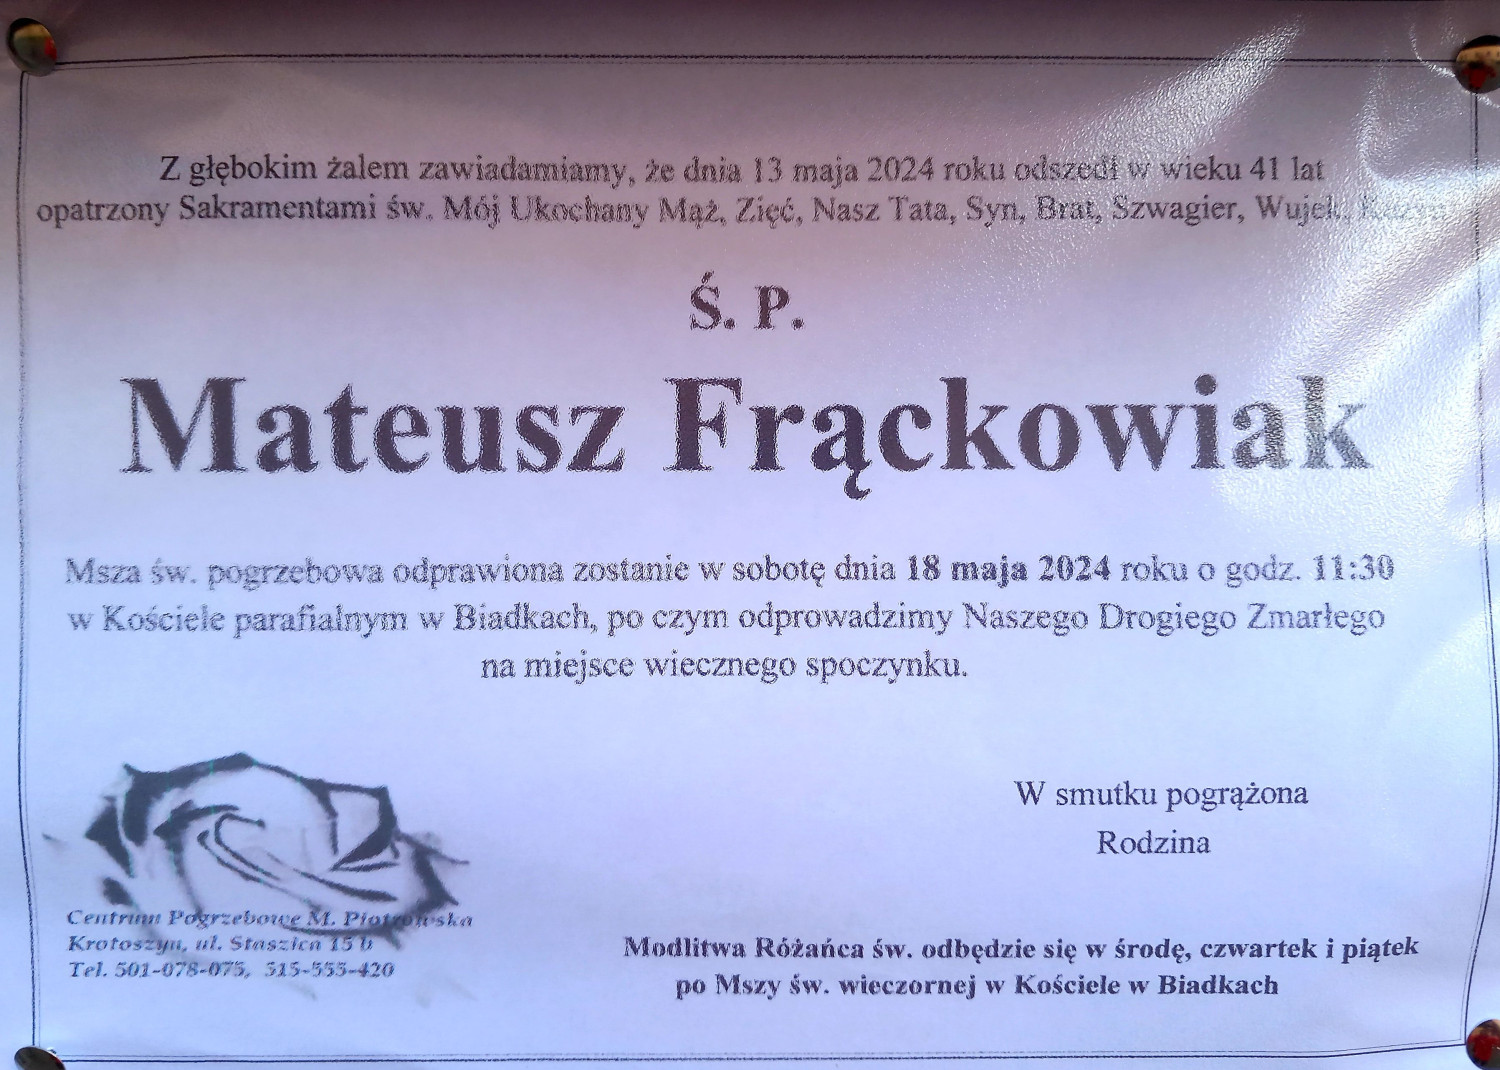 Z głębokim żalem zawiadamiamy, że dnia 13 maja 2024 roku odszedł w wieku 41 lat
opatrzony Sakramentami św. Mój Ukochany Mąż, Zięć, Nasz Tata, Syn, Brat, Szwagier, Wujek,
Ś. P.
Mateusz Frąckowiak
Msza św. pogrzebowa odprawiona zostanie w sobotę dnia 18 maja 2024 roku o godz. 11:30
w Kościele parafialnym w Biadkach, po czym odprowadzimy Naszego Drogiego Zmarłego
na miejsce wiecznego spoczynku.
W smutku pogrążona
Rodzina
Centrum Pogrzebowe M. Piotrowska
Krotoszyn, ul. Staszica 15 b
Tel. 501-078-075, 515-555-420
Modlitwa Różańca św. odbędzie się w środę, czwartek i piątek
po Mszy św. wieczornej w Kościele w Biadkach